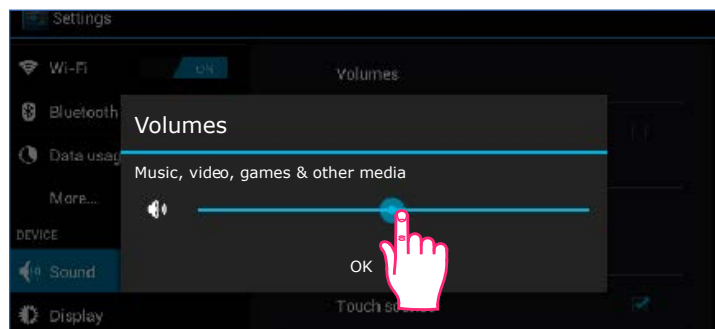 Settings
Wi-Fi
ON
Volumes
Bluetooth
Volumes
Data usag
Music, video, games & other media
More...
DEVICE
OK
Sound
Touch
Display